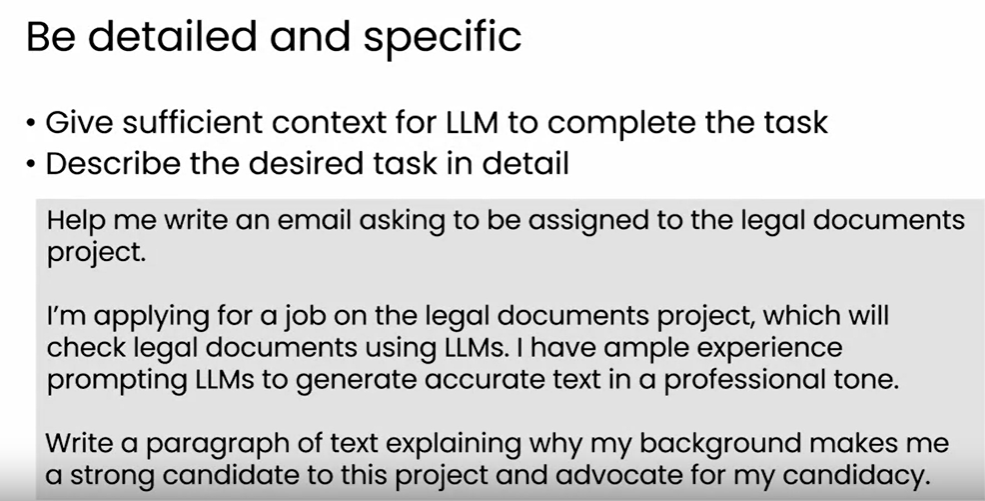 Be detailed and specific
• Give sufficient context for LLM to complete the task
• Describe the desired task in detail
Help me write an email asking to be assigned to the legal documents
project.
I'm applying for a job on the legal documents project, which will
check legal documents using LLMs. I have ample experience
prompting LLMs to generate accurate text in a professional tone.
Write a paragraph of text explaining why my background makes me
a strong candidate to this project and advocate for my candidacy.